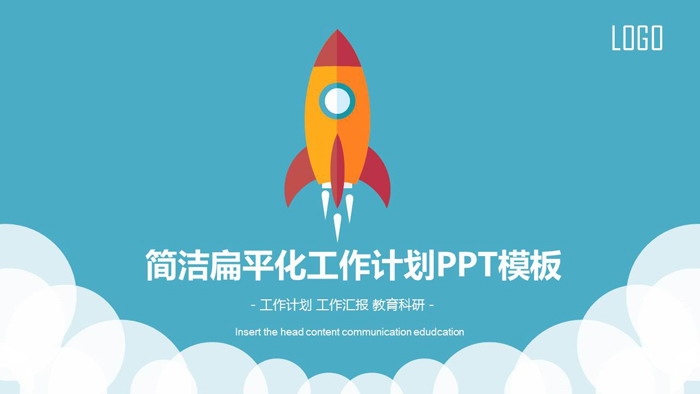 LOGO
简洁扁平化工作计划PPT模板
- 工作计划 工作汇报 教育科研 -
Insert the head content communication edudcation